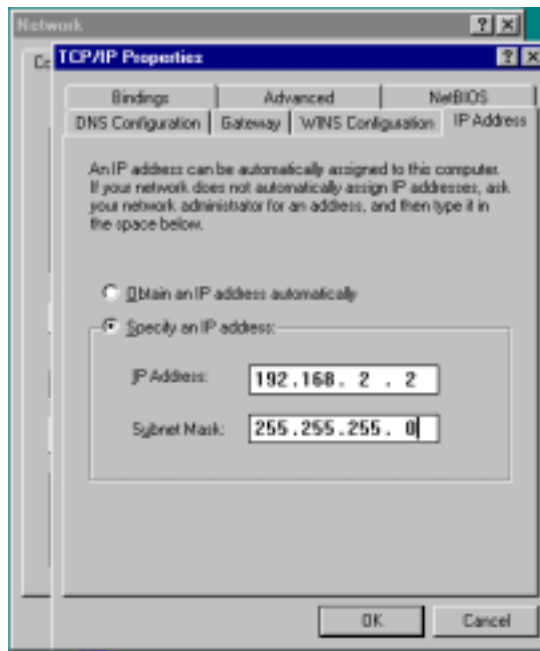 Network
TCP/IP Properties
Bindings
Advanced
NetBIOS
DNS Configuration
Gateway
WINS Configuration
IP Address
An IP address can be automatically assigned to this computer.
If your network does not automatically assign IP addresses, ask
your network administrator for an address, and then type it in
the space below.
Obtain an IP address automatically
Specify an IP address:
IP Address:
192.168. 2 . 2
Subnet Mask:
255.255.255. 0
OK
Cancel